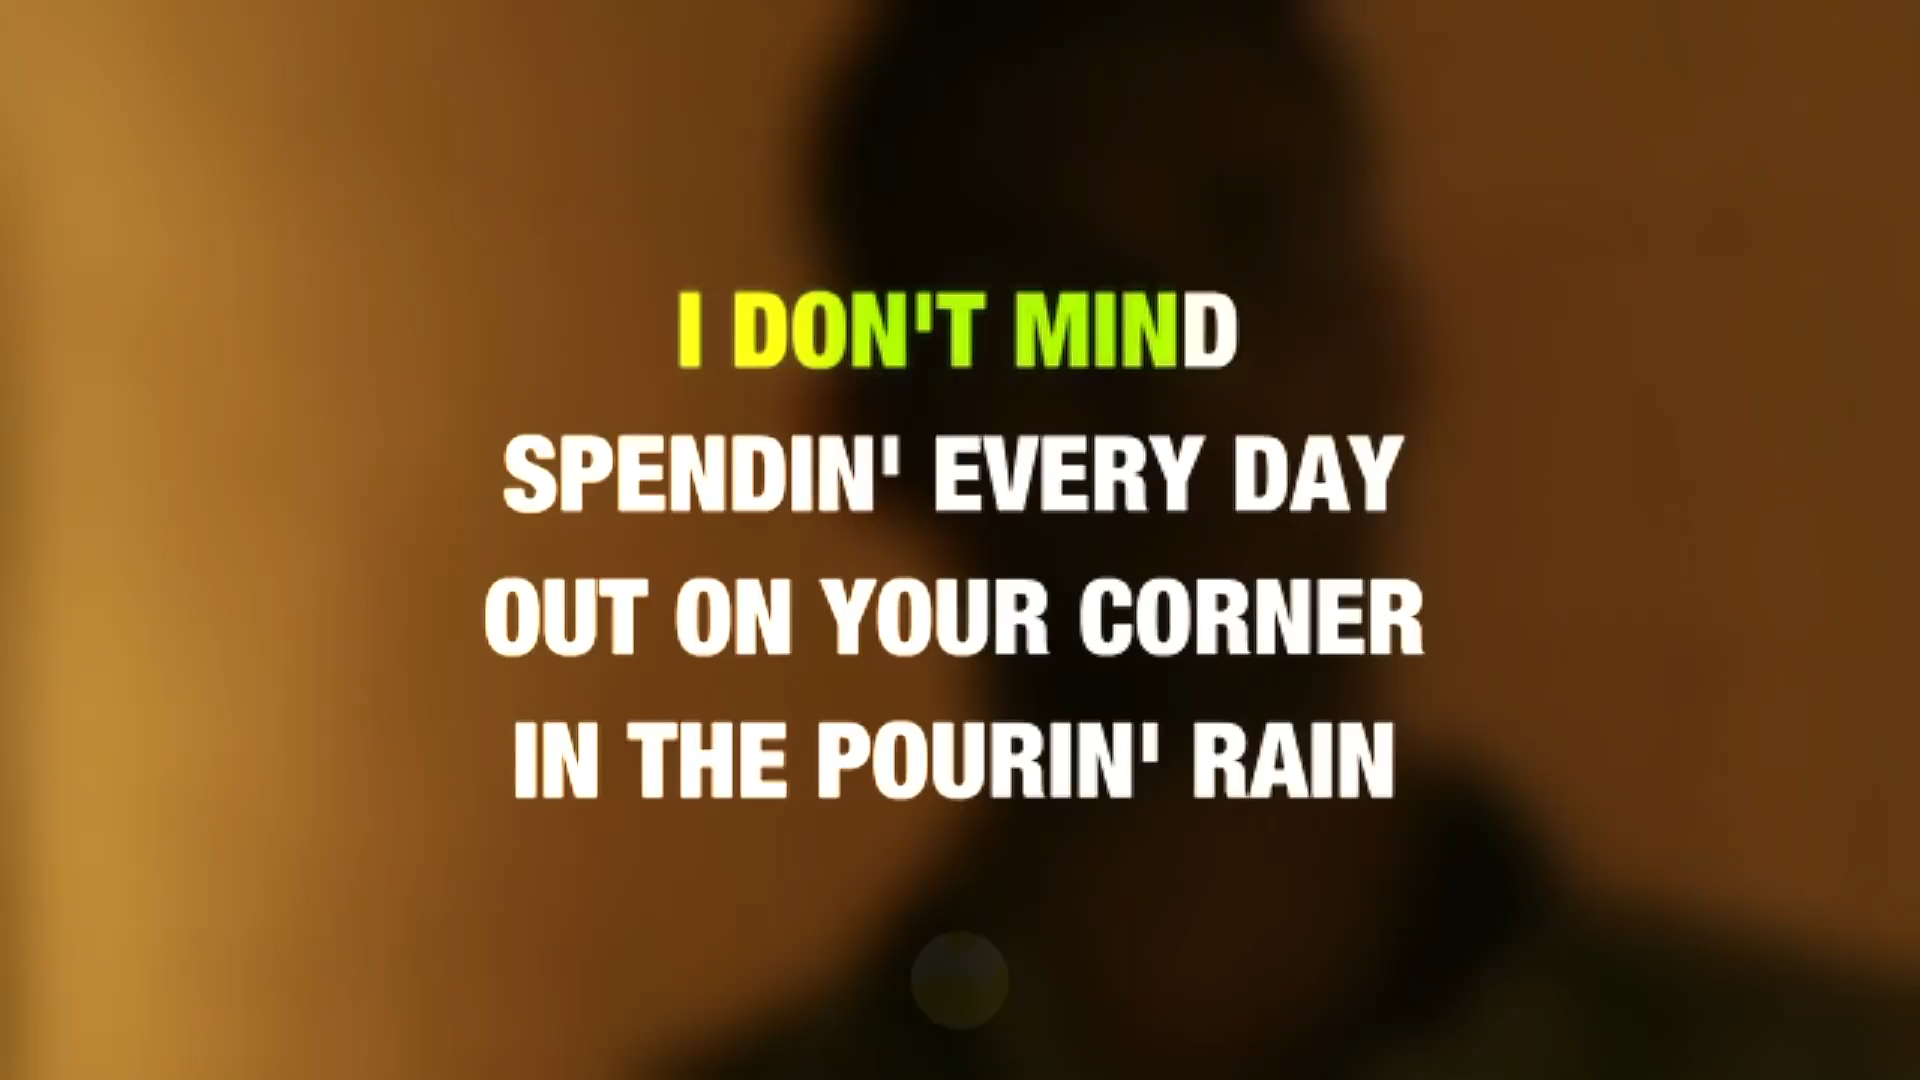 I DON'T MIND
SPENDIN' EVERY DAY
OUT ON YOUR CORNER
IN THE POURIN' RAIN